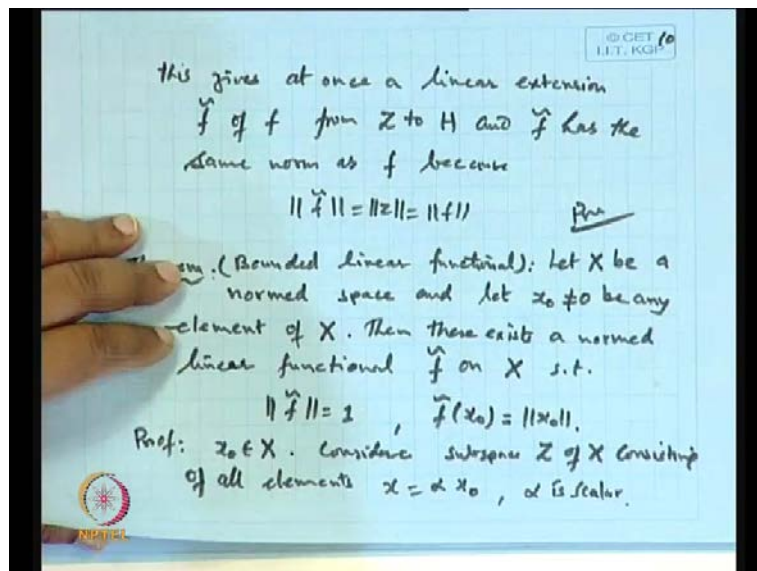 © CET
I.I.T. KGP
10
this gives at once a linear extension
f̃ of f from Z to H and f̃ has the
same norm as f because
||f̃|| = ||z|| = ||f||
(Bounded linear functional): Let X be a
normed space and let x₀ ≠ 0 be any
element of X. Then there exists a normed
linear functional f̃ on X s.t.
||f̃|| = 1, f̃(x₀) = ||x₀||.
Proof: x₀ ∈ X. Consider subspace Z of X consisting
of all elements x = αx₀, α is scalar.
NPTEL